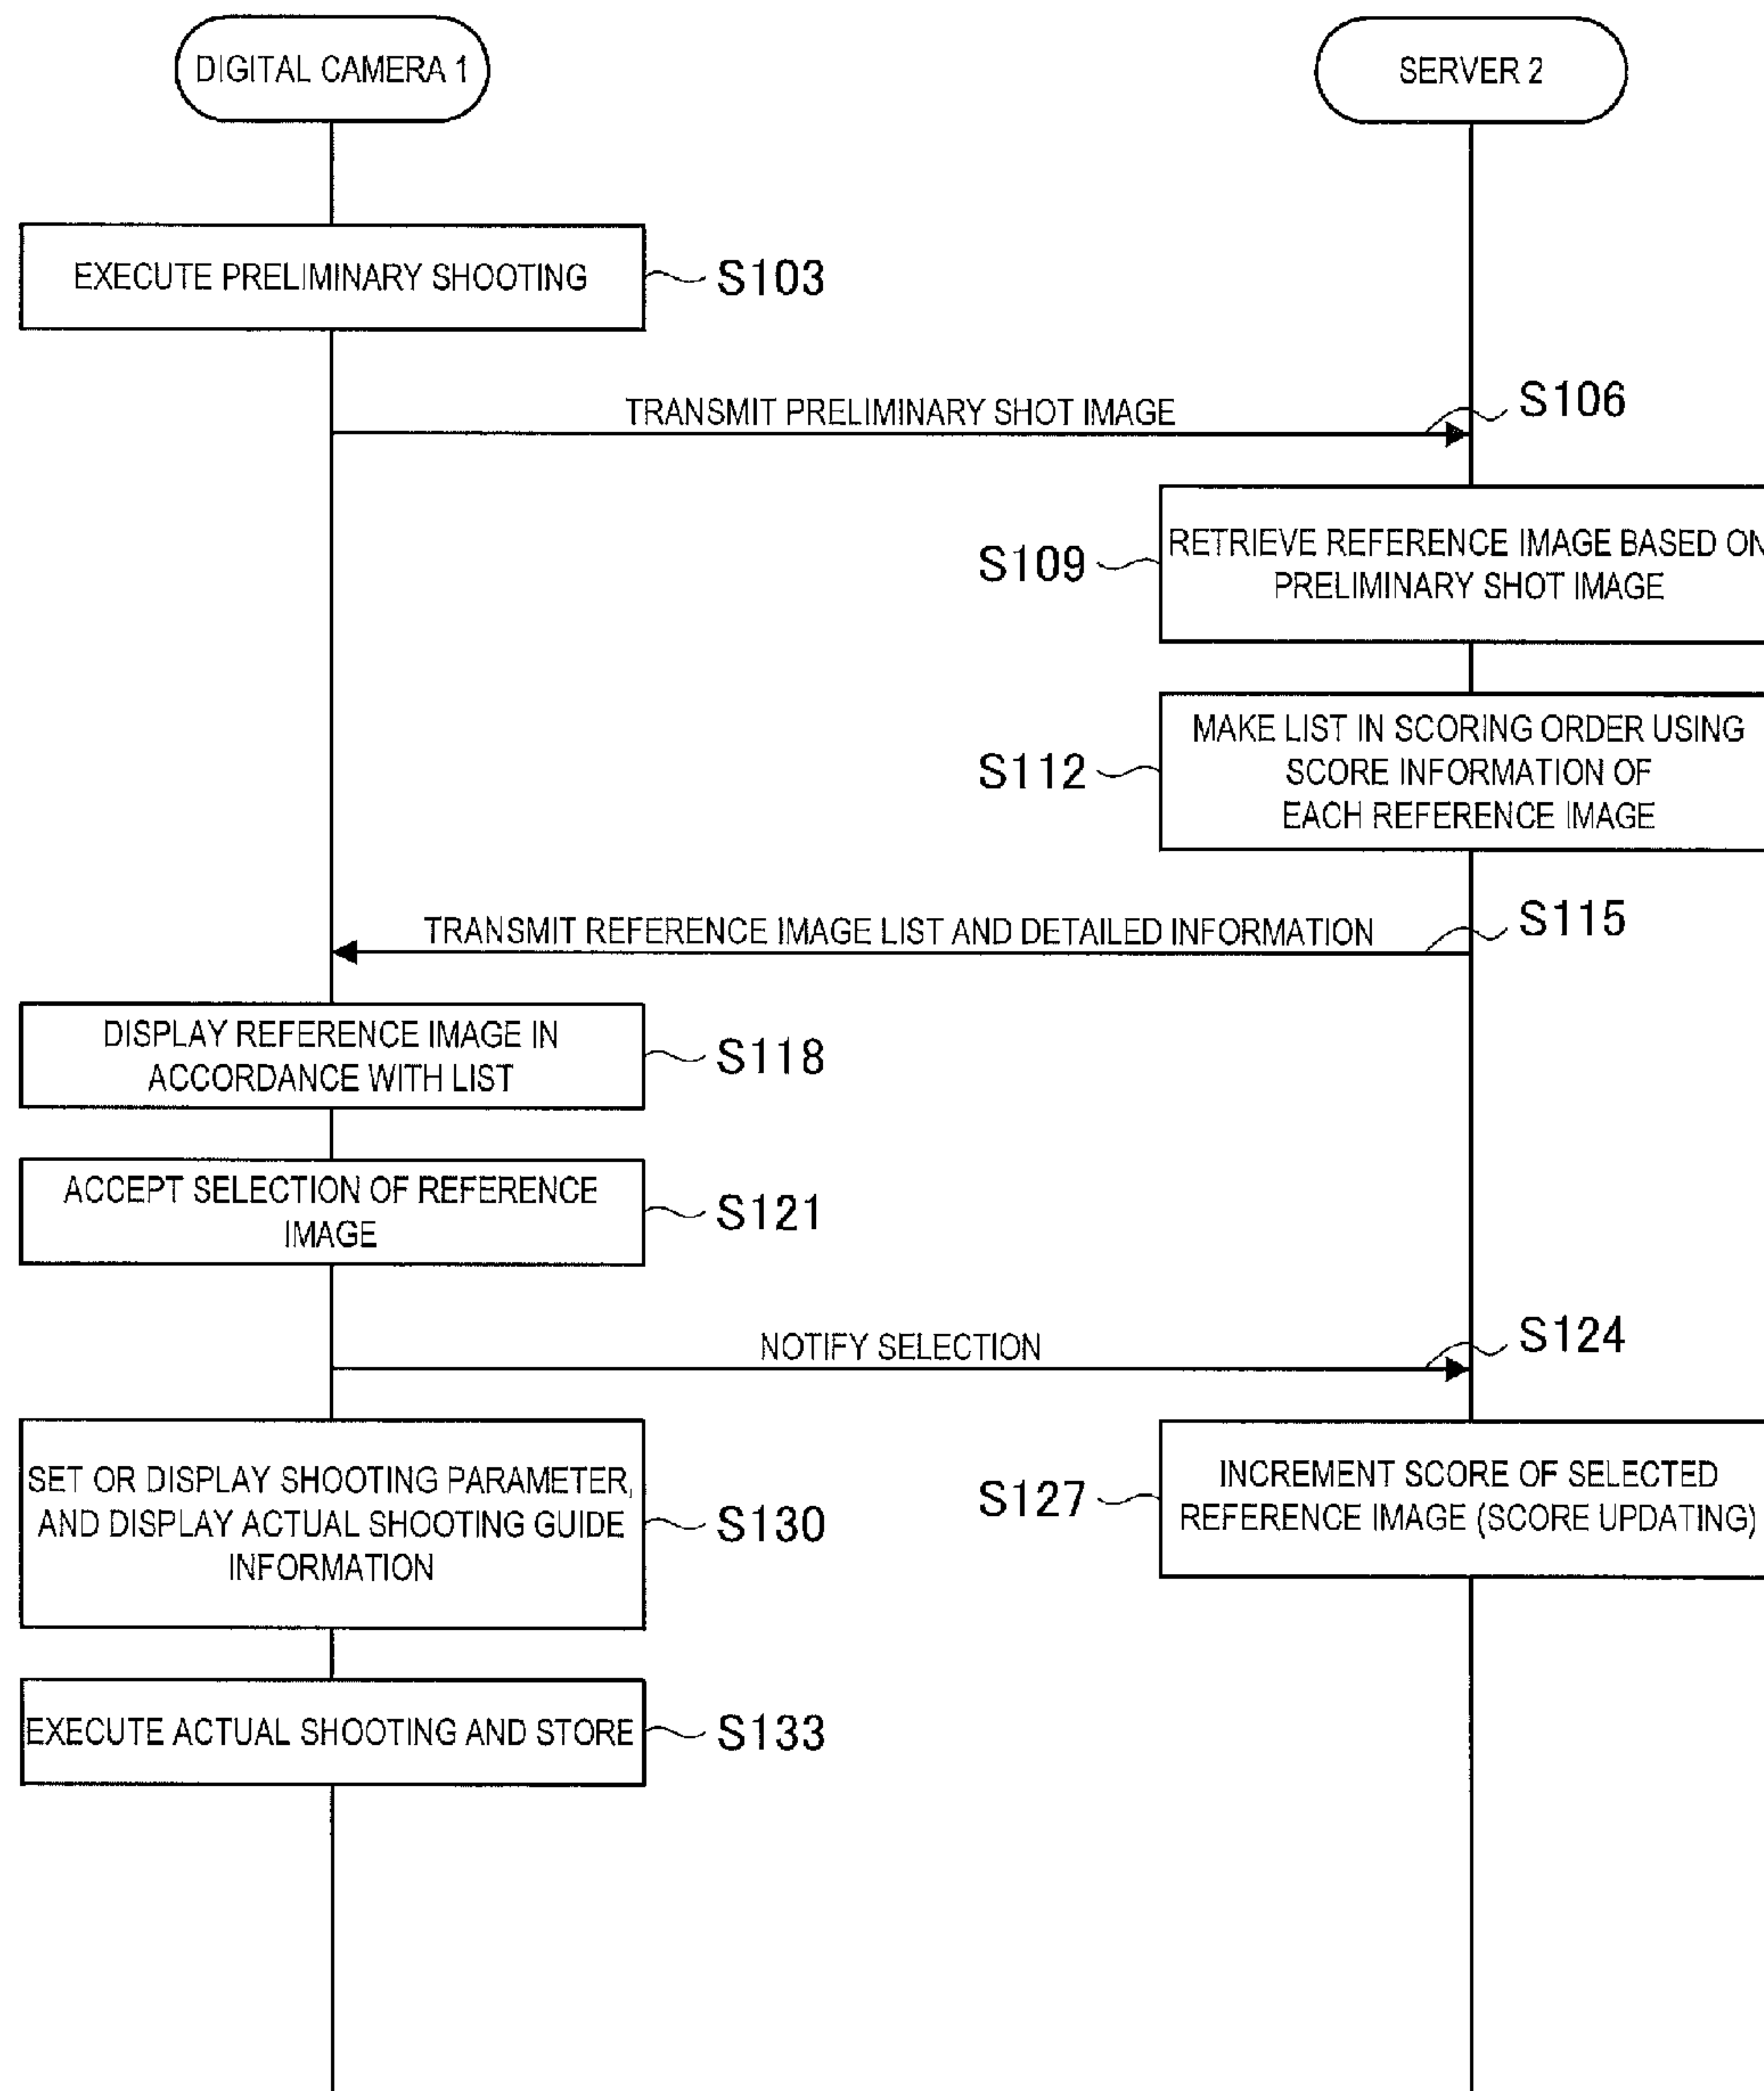 DIGITAL CAMERA 1
SERVER 2
EXECUTE PRELIMINARY SHOOTING
S103
TRANSMIT PRELIMINARY SHOT IMAGE
S106
S109
RETRIEVE REFERENCE IMAGE BASED ON
PRELIMINARY SHOT IMAGE
S112
MAKE LIST IN SCORING ORDER USING
SCORE INFORMATION OF
EACH REFERENCE IMAGE
TRANSMIT REFERENCE IMAGE LIST AND DETAILED INFORMATION
S115
DISPLAY REFERENCE IMAGE IN
ACCORDANCE WITH LIST
S118
ACCEPT SELECTION OF REFERENCE
IMAGE
S121
NOTIFY SELECTION
S124
SET OR DISPLAY SHOOTING PARAMETER,
AND DISPLAY ACTUAL SHOOTING GUIDE
INFORMATION
S130
S127
INCREMENT SCORE OF SELECTED
REFERENCE IMAGE (SCORE UPDATING)
EXECUTE ACTUAL SHOOTING AND STORE
S133